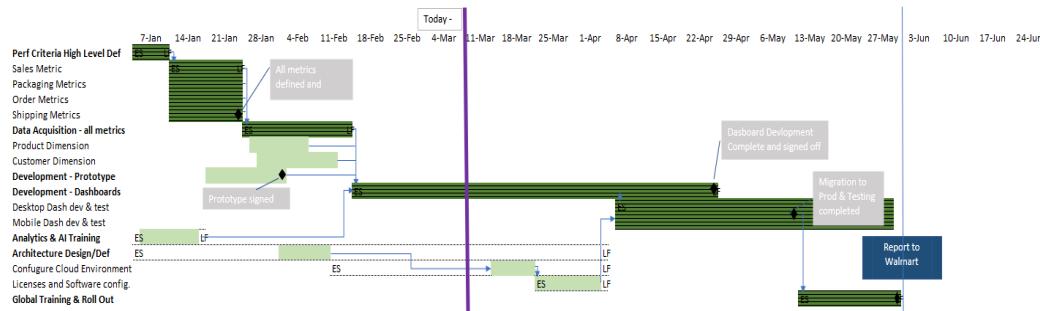 Today -
7-Jan 14-Jan 21-Jan 28-Jan 4-Feb 11-Feb 18-Feb 25-Feb 4-Mar 11-Mar 18-Mar 25-Mar 1-Apr 8-Apr 15-Apr 22-Apr 29-Apr 6-May 13-May 20-May 27-May 3-Jun 10-Jun 17-Jun 24-Jun
Perf Criteria High Level Def ES LF
Sales Metric ES LF
All metrics
defined and
Packaging Metrics
Order Metrics
Shipping Metrics
Data Acquisition - all metrics ES LF
Dasboard Devlopment
Complete and signed off
Product Dimension
Customer Dimension
Development - Prototype
Prototype signed
Migration to
Prod & Testing
completed
Development - Dashboards ES
Desktop Dash dev & test ES
Mobile Dash dev & test
Analytics & AI Training ES LF
Architecture Design/Def ES LF
Report to
Walmart
Confugure Cloud Environment ES LF
Licenses and Software config. ES LF
Global Training & Roll Out ES